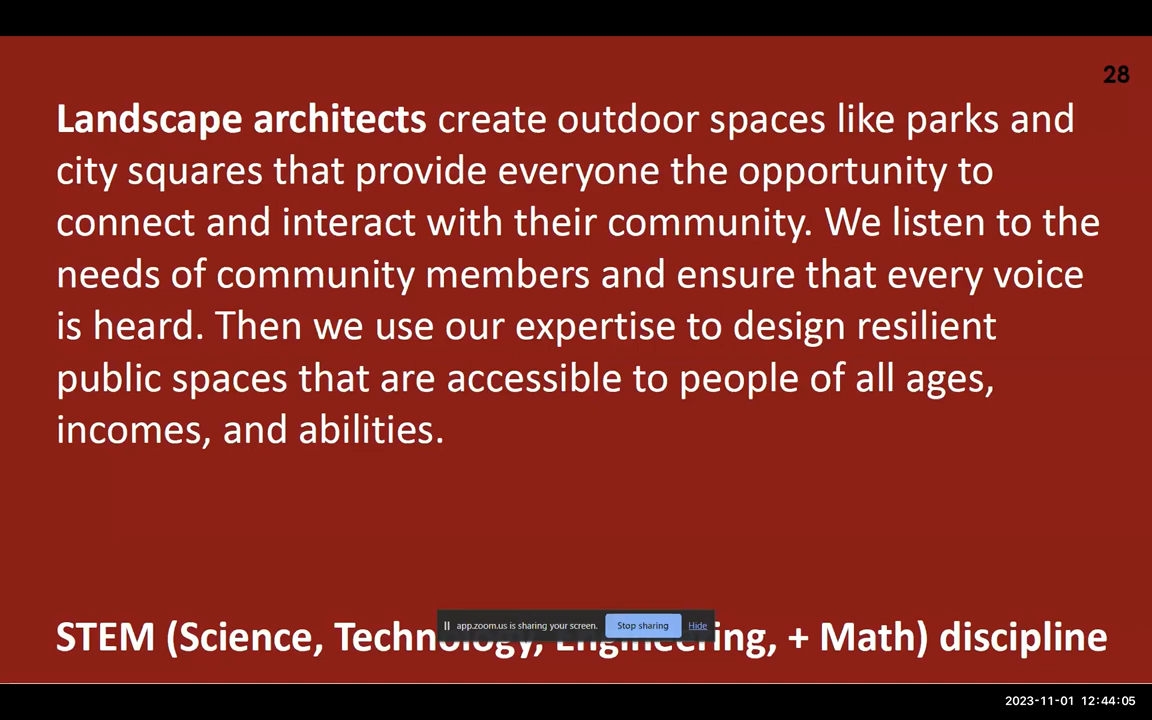 28
Landscape architects create outdoor spaces like parks and
city squares that provide everyone the opportunity to
connect and interact with their community. We listen to the
needs of community members and ensure that every voice
is heard. Then we use our expertise to design resilient
public spaces that are accessible to people of all ages,
incomes, and abilities.
app.zoom.us is sharing your screen. Stop sharing Hide
STEM (Science, Technology, Engineering, + Math) discipline
2023-11-01 12:44:05